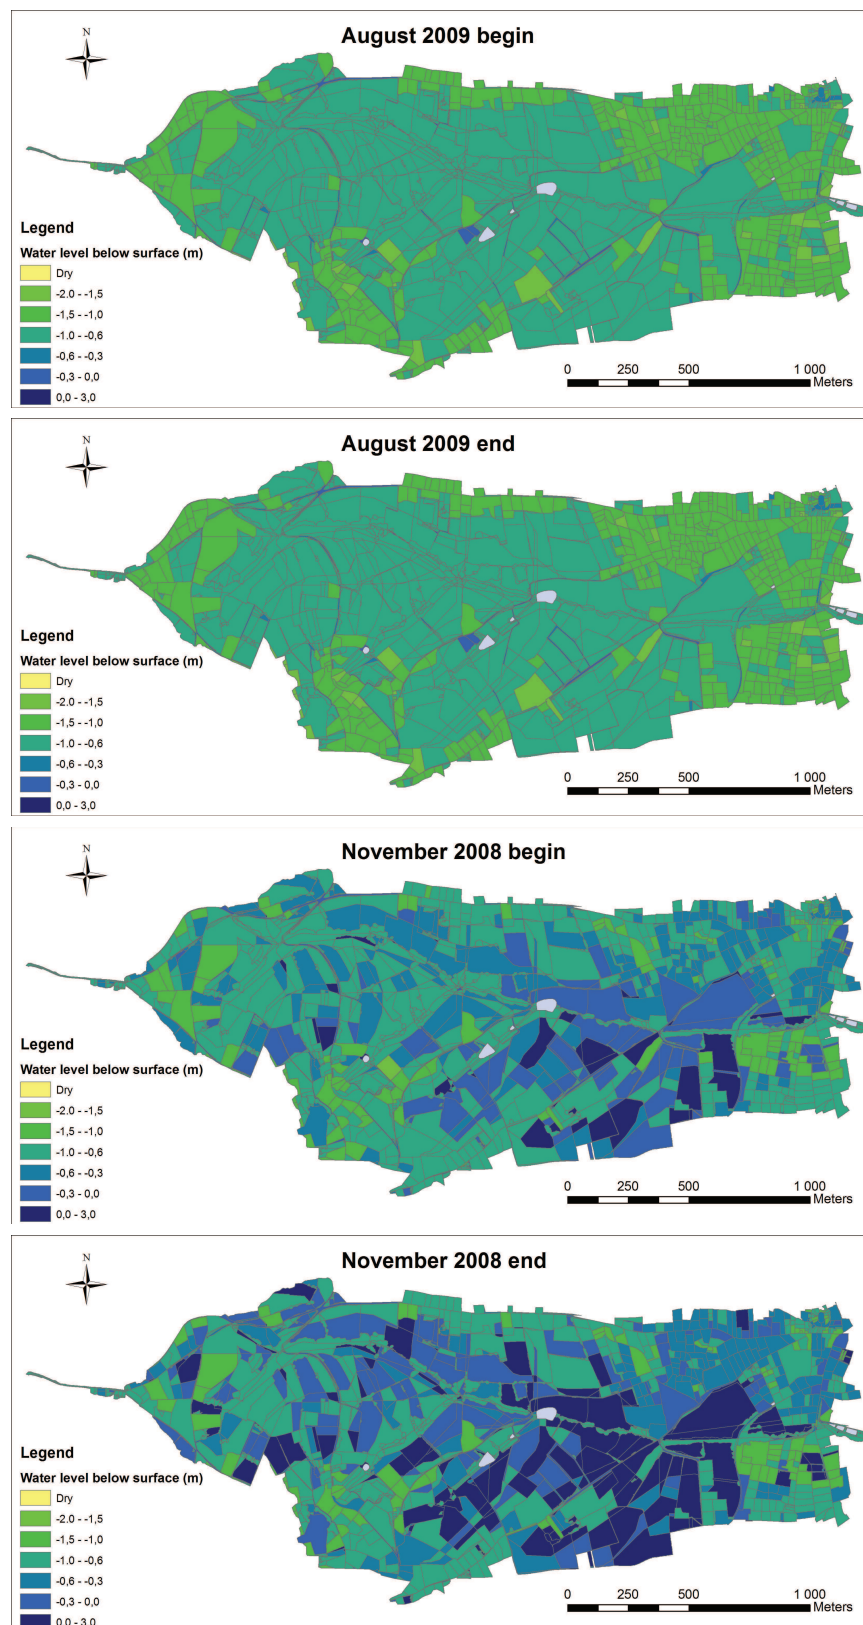 August 2009 begin
N
Legend
Water level below surface (m)
Dry
-2.0 - -1,5
-1.5 - -1,0
-1.0 - -0,6
-0,6 - -0,3
-0,3 - 0,0
0,0 - 3,0
0 250 500 1 000
Meters
August 2009 end
N
Legend
Water level below surface (m)
Dry
-2.0 - -1,5
-1.5 - -1,0
-1.0 - -0,6
-0,6 - -0,3
-0,3 - 0,0
0,0 - 3,0
0 250 500 1 000
Meters
November 2008 begin
N
Legend
Water level below surface (m)
Dry
-2.0 - -1,5
-1.5 - -1,0
-1.0 - -0,6
-0,6 - -0,3
-0,3 - 0,0
0,0 - 3,0
0 250 500 1 000
Meters
November 2008 end
N
Legend
Water level below surface (m)
Dry
-2.0 - -1,5
-1.5 - -1,0
-1.0 - -0,6
-0,6 - -0,3
-0,3 - 0,0
0,0 - 3,0
0 250 500 1 000
Meters